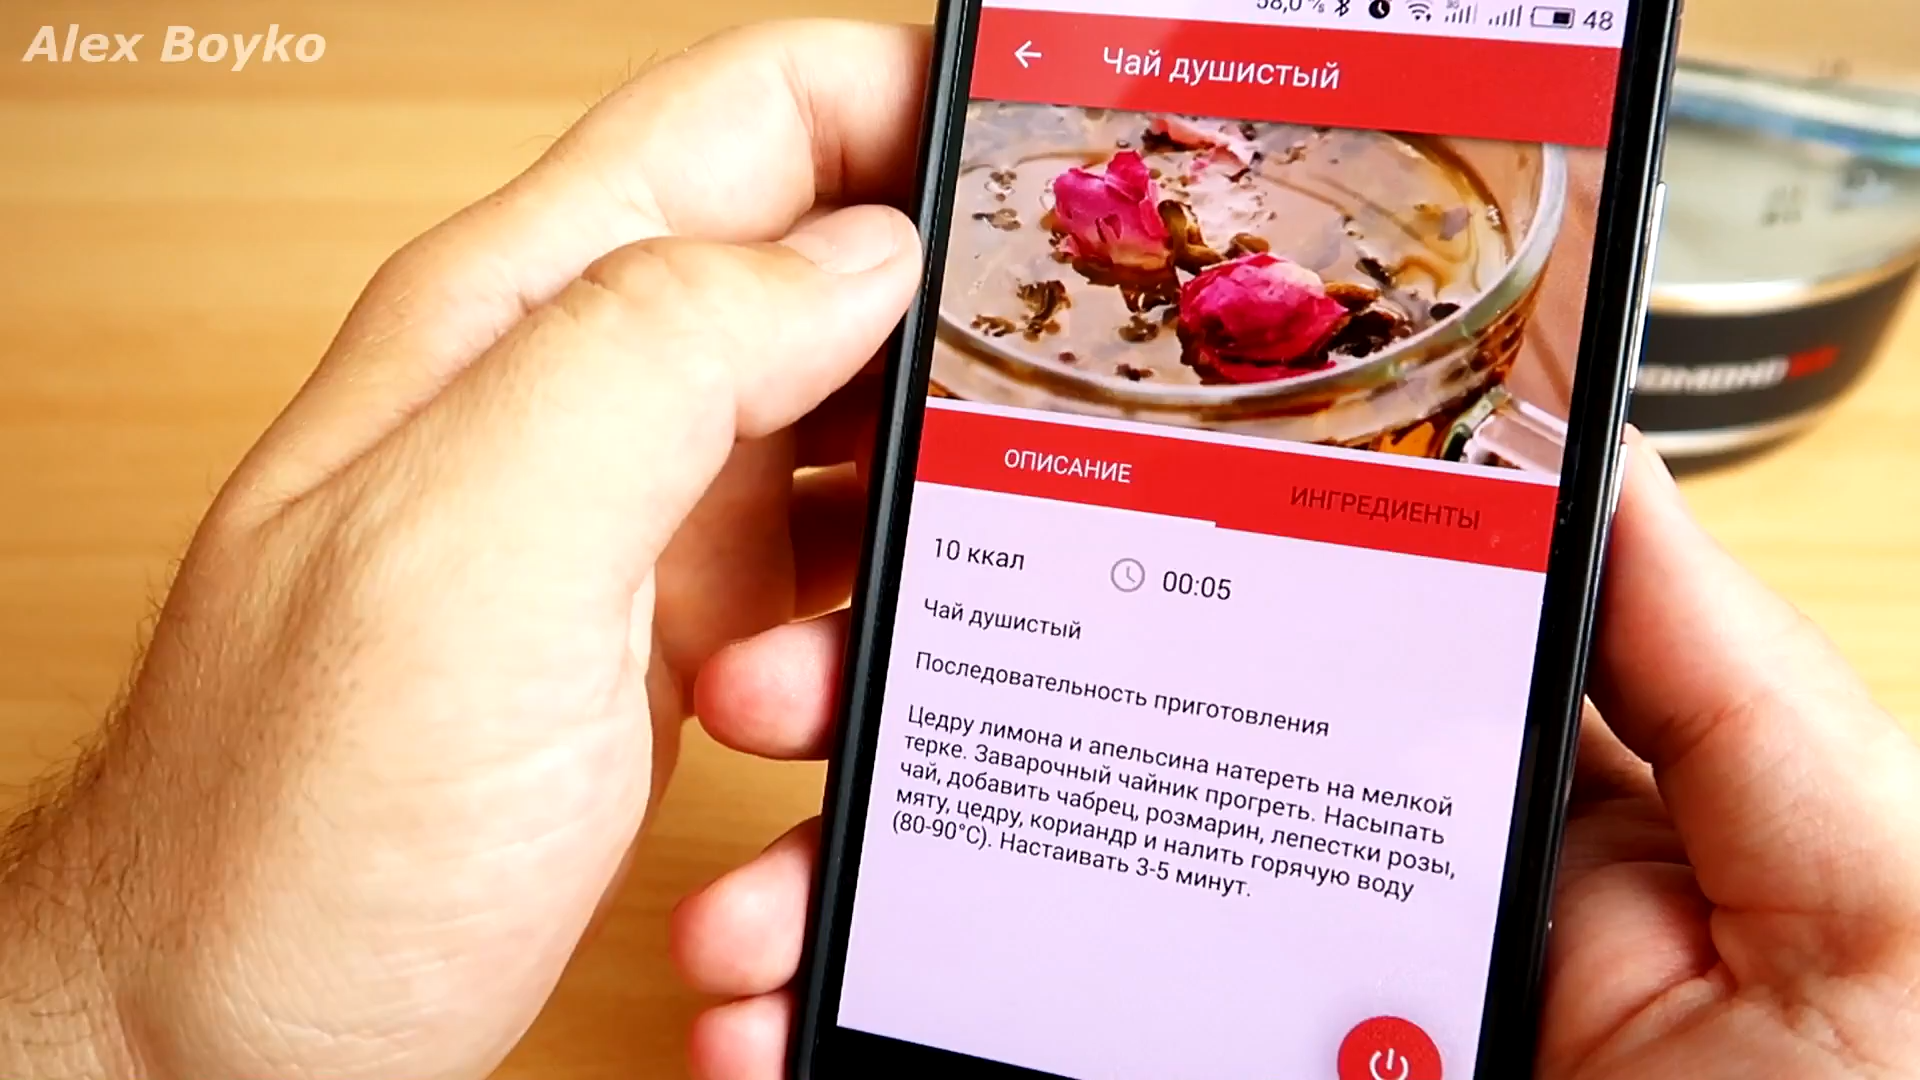 Alex Boyko
48
Чай душистый
ОПИСАНИЕ
ИНГРЕДИЕНТЫ
10 ккал
00:05
Чай душистый
Последовательность приготовления
Цедру лимона и апельсина натереть на мелкой
терке. Заварочный чайник прогреть. Насыпать
чай, добавить чабрец, розмарин, лепестки розы,
мяту, цедру, кориандр и налить горячую воду
(80-90°C). Настаивать 3-5 минут.